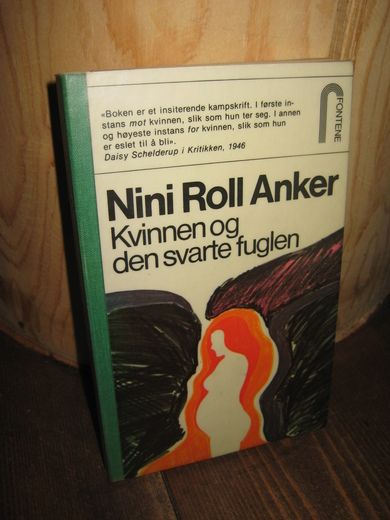 «Boken er et insiterende kampskrift. I første in-
stans mot kvinnen, slik som hun ter seg. I annen
og høyeste instans for kvinnen, slik som hun
er eslet til å bli».
Daisy Schelderup i Kritikken, 1946
FONTENE
Nini Roll Anker
Kvinnen og
den svarte fuglen